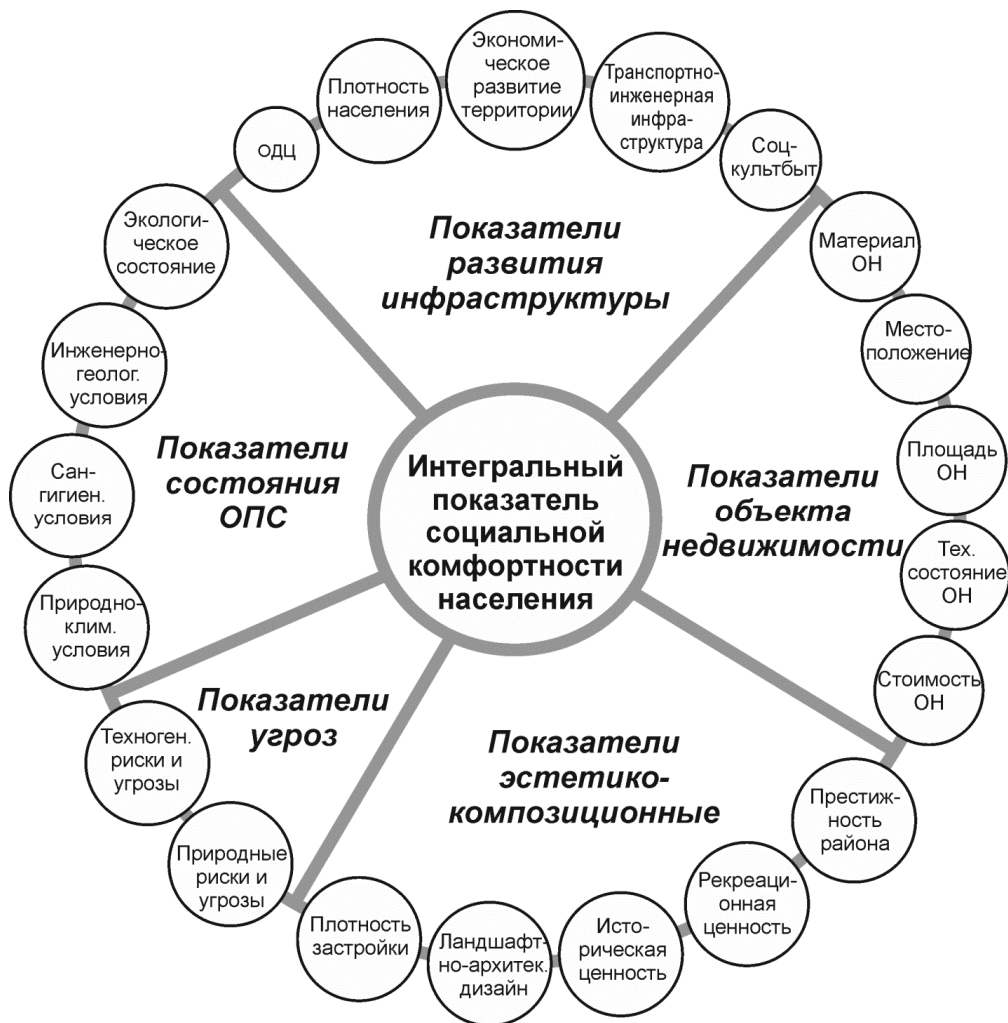 Экономи-
ческое
развитие
территории
Транспортно-
инженерная
инфра-
структура
Соц-
культбыт
Плотность
населения
ОДЦ
Показатели
развития
инфраструктуры
Материал
ОН
Место-
положение
Площадь
ОН
Тех.
состояние
ОН
Стоимость
ОН
Показатели
объекта
недвижимости
Экологи-
ческое
состояние
Инженерно-
геолог.
условия
Сан-
гигиен.
условия
Природно-
клим.
условия
Показатели
состояния
ОПС
Интегральный
показатель
социальной
комфортности
населения
Показатели
угроз
Техноген.
риски и
угрозы
Природные
риски и
угрозы
Показатели
эстетико-
композиционные
Престиж-
ность
района
Рекреаци-
онная
ценность
Исто-
рическая
ценность
Ландшафт-
но-архитек.
дизайн
Плотность
застройки